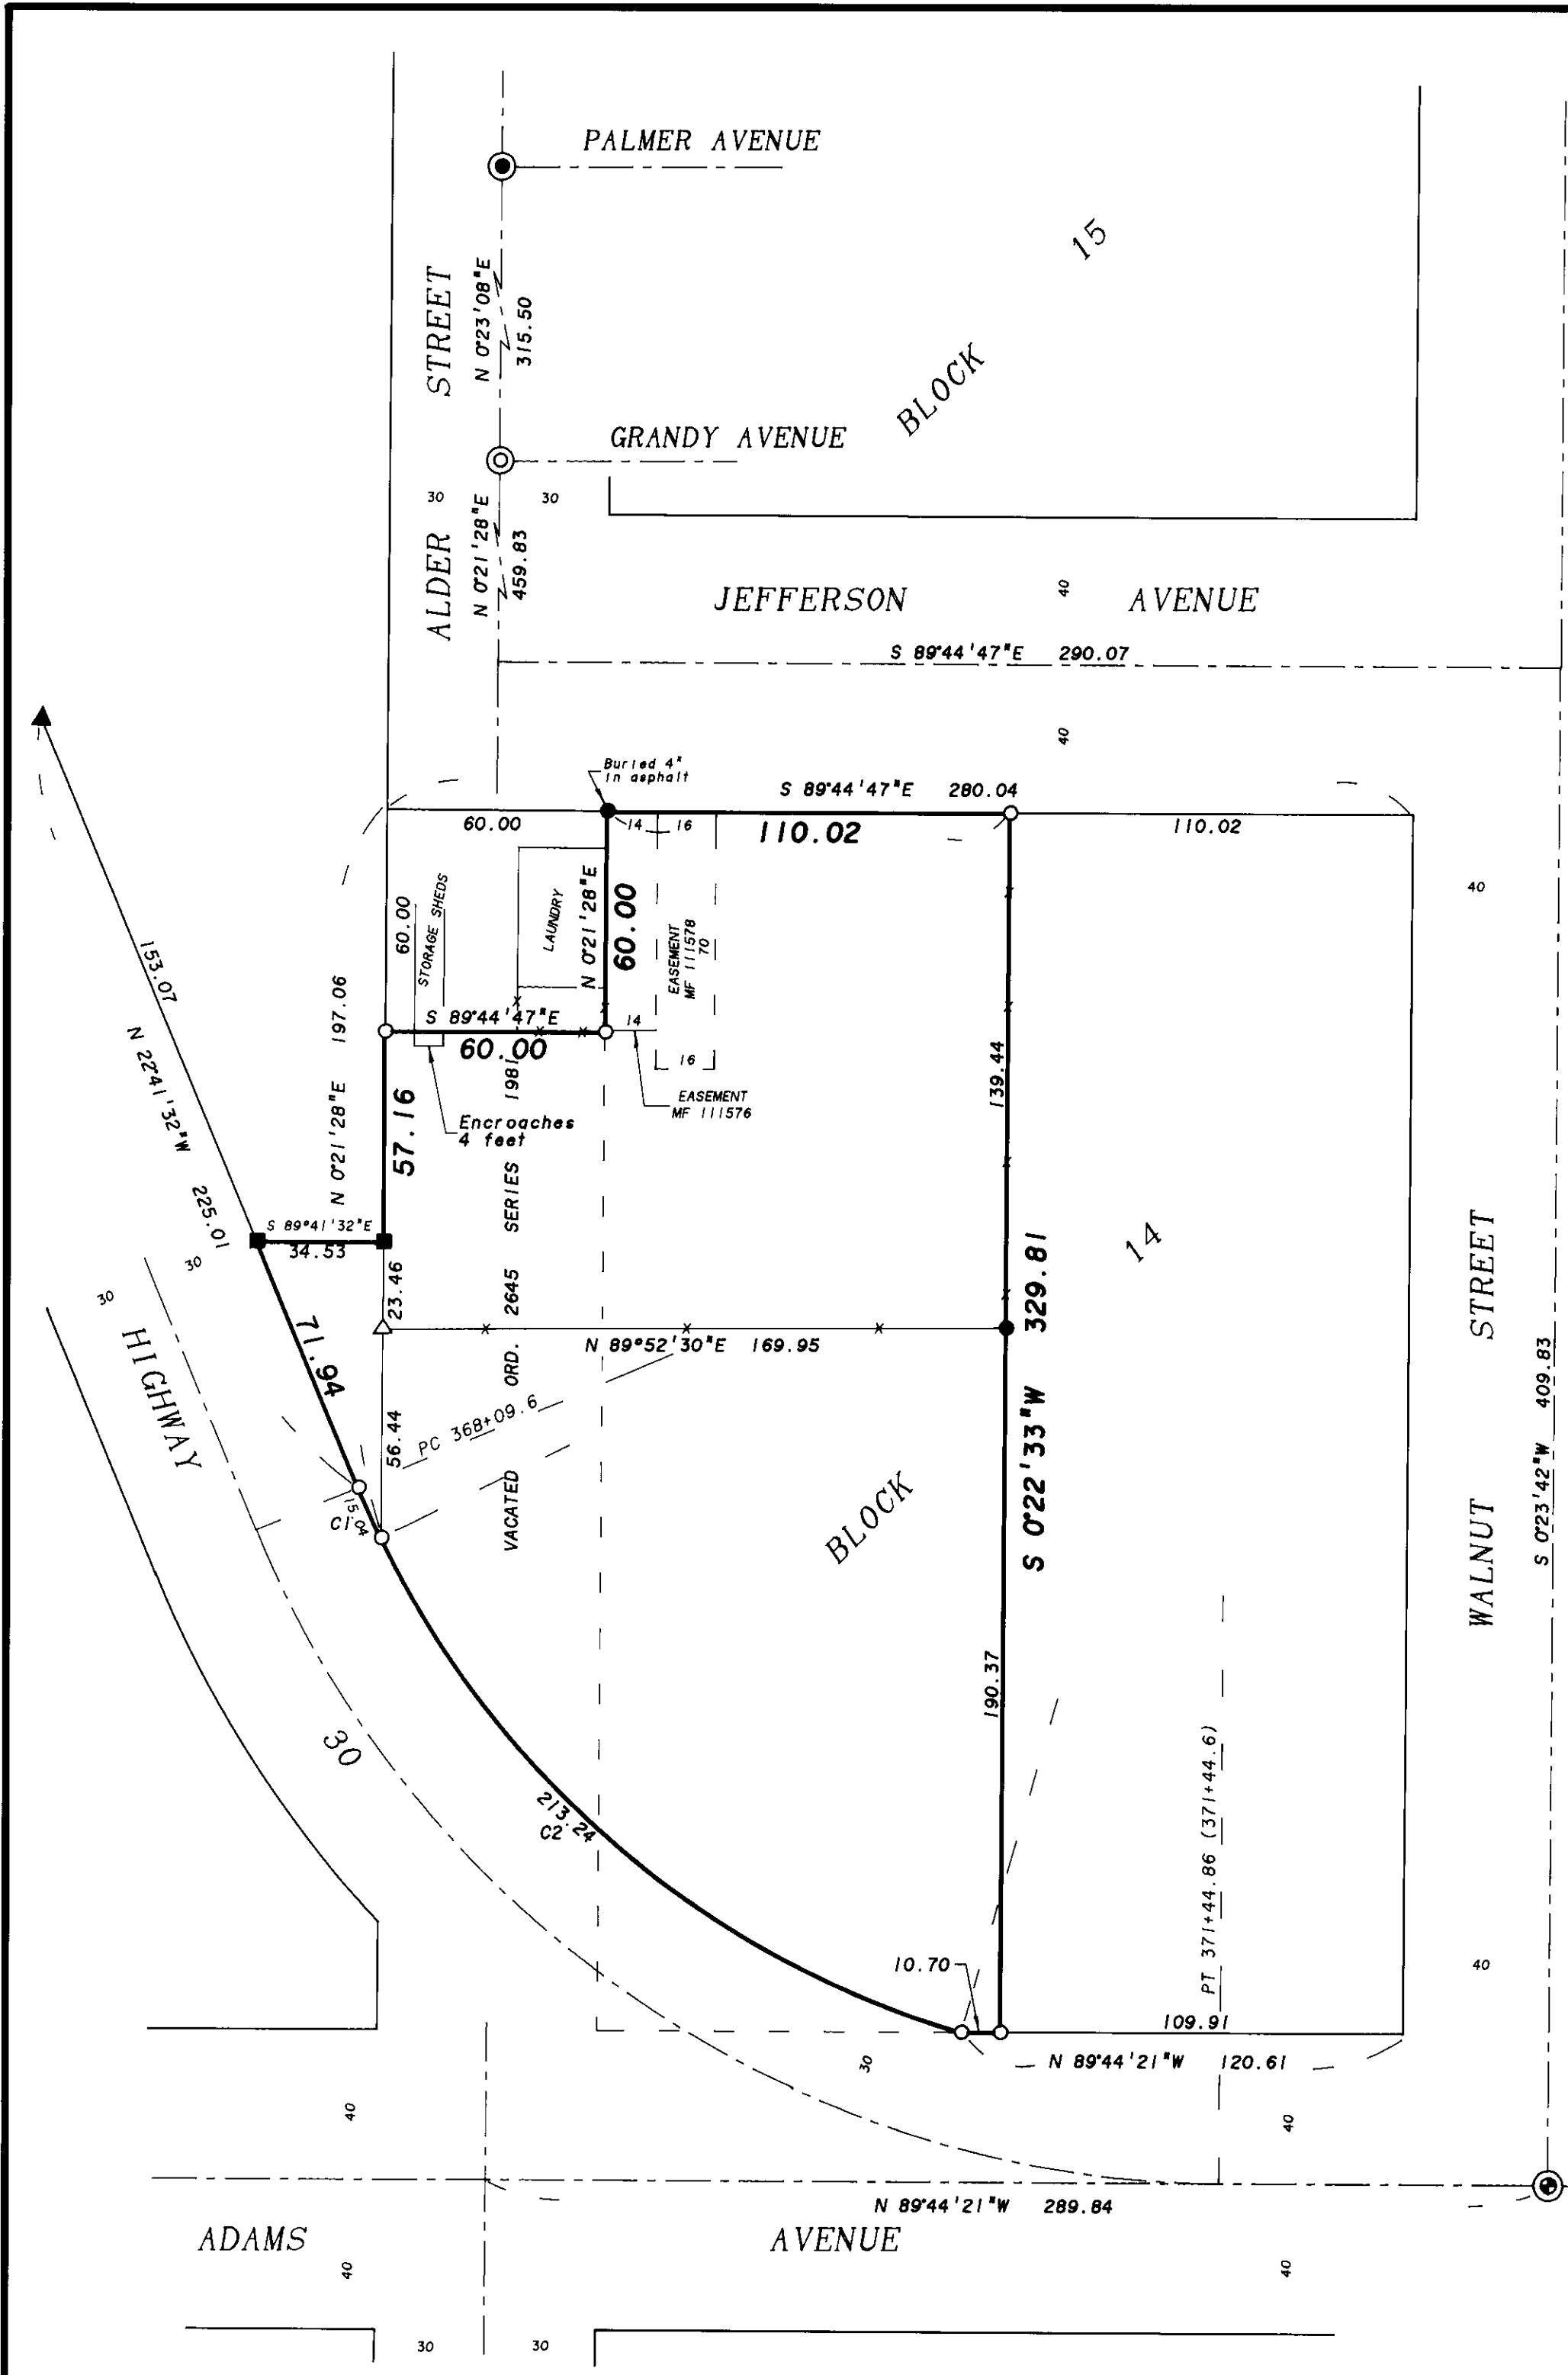 PALMER AVENUE
15
BLOCK
STREET
N 0°23'08"E
315.50
GRANDY AVENUE
30
30
ALDER
N 0°21'28"E
459.83
JEFFERSON AVENUE
40
S 89°44'47"E 290.07
40
Buried 4"
in asphalt
S 89°44'47"E 280.04
60.00
14
16
110.02
110.02
40
STORAGE SHEDS
60.00
LAUNDRY
N 0°21'28"E
60.00
EASEMENT
MF 111578
70
153.07
N 22°41'32"W 225.01
N 0°21'28"E 197.06
S 89°44'47"E
60.00
14
16
139.44
57.16
EASEMENT
MF 111576
Encroaches
4 feet
VACATED ORD. 2645 SERIES 1981
S 89°41'32"E
34.53
30
30
23.46
HIGHWAY
71.94
N 89°52'30"E 169.95
S 0°22'33"W 329.81
14
BLOCK
STREET
WALNUT
S 0°23'42"W 409.83
56.44
PC 368+09.6
15.04
C1
30
190.37
213.24
C2
PT 371+44.86 (371+44.6)
10.70
40
109.91
N 89°44'21"W 120.61
30
40
40
N 89°44'21"W 289.84
ADAMS AVENUE
40
40
30
30